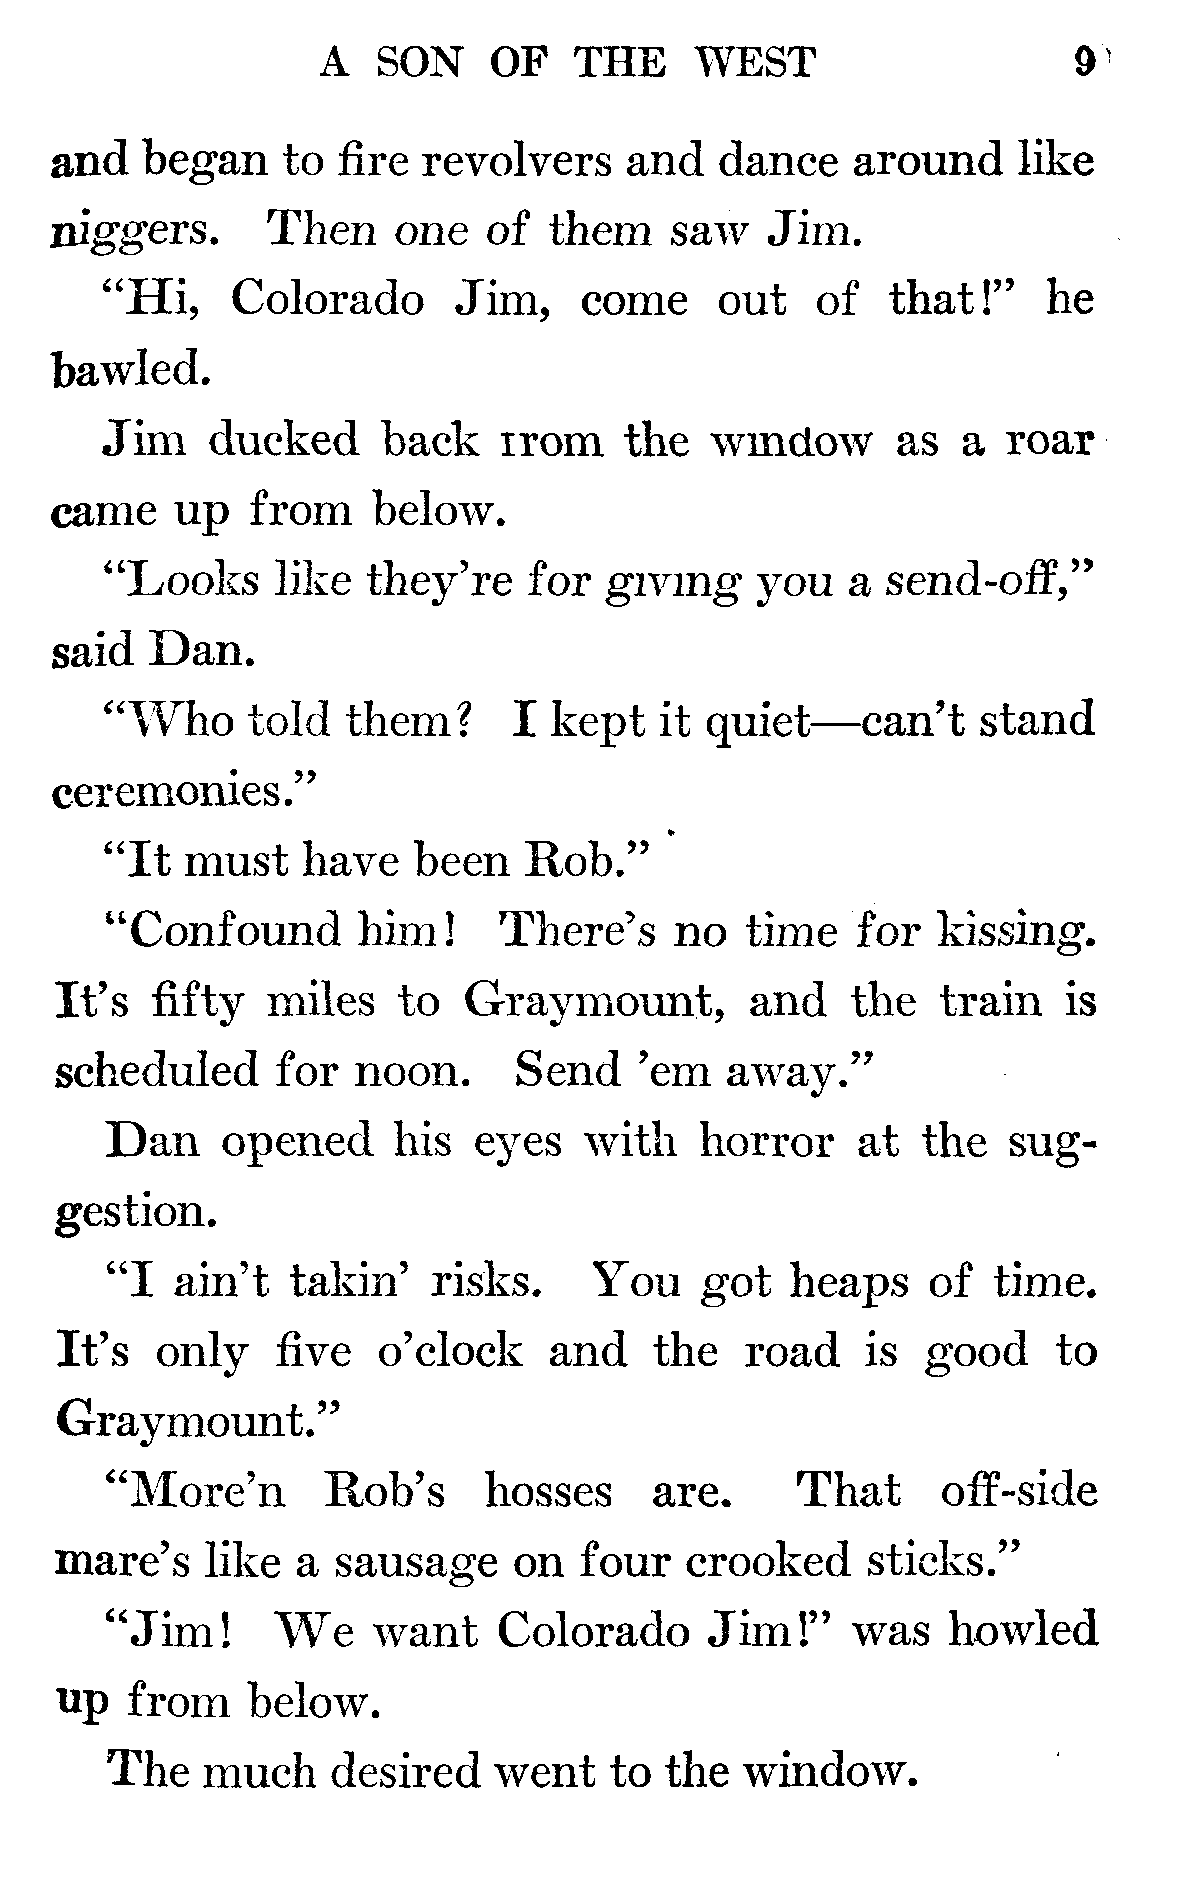 A SON OF THE WEST 9
and began to fire revolvers and dance around like
niggers. Then one of them saw Jim.
“Hi, Colorado Jim, come out of that!” he
bawled.
Jim ducked back from the window as a roar
came up from below.
“Looks like they’re for giving you a send-off,”
said Dan.
“Who told them? I kept it quiet—can’t stand
ceremonies.”
“It must have been Rob.”
“Confound him! There’s no time for kissing.
It’s fifty miles to Graymount, and the train is
scheduled for noon. Send ’em away.”
Dan opened his eyes with horror at the sug-
gestion.
“I ain’t takin’ risks. You got heaps of time.
It’s only five o’clock and the road is good to
Graymount.”
“More’n Rob’s hosses are. That off-side
mare’s like a sausage on four crooked sticks.”
“Jim! We want Colorado Jim!” was howled
up from below.
The much desired went to the window.